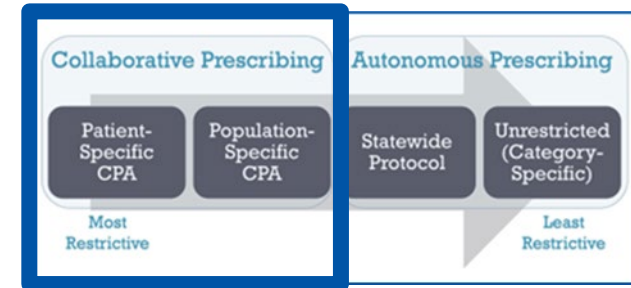 Collaborative Prescribing
Autonomous Prescribing
Patient-
Specific
CPA
Population-
Specific
CPA
Statewide
Protocol
Unrestricted
(Category-
Specific)
Most
Restrictive
Least
Restrictive